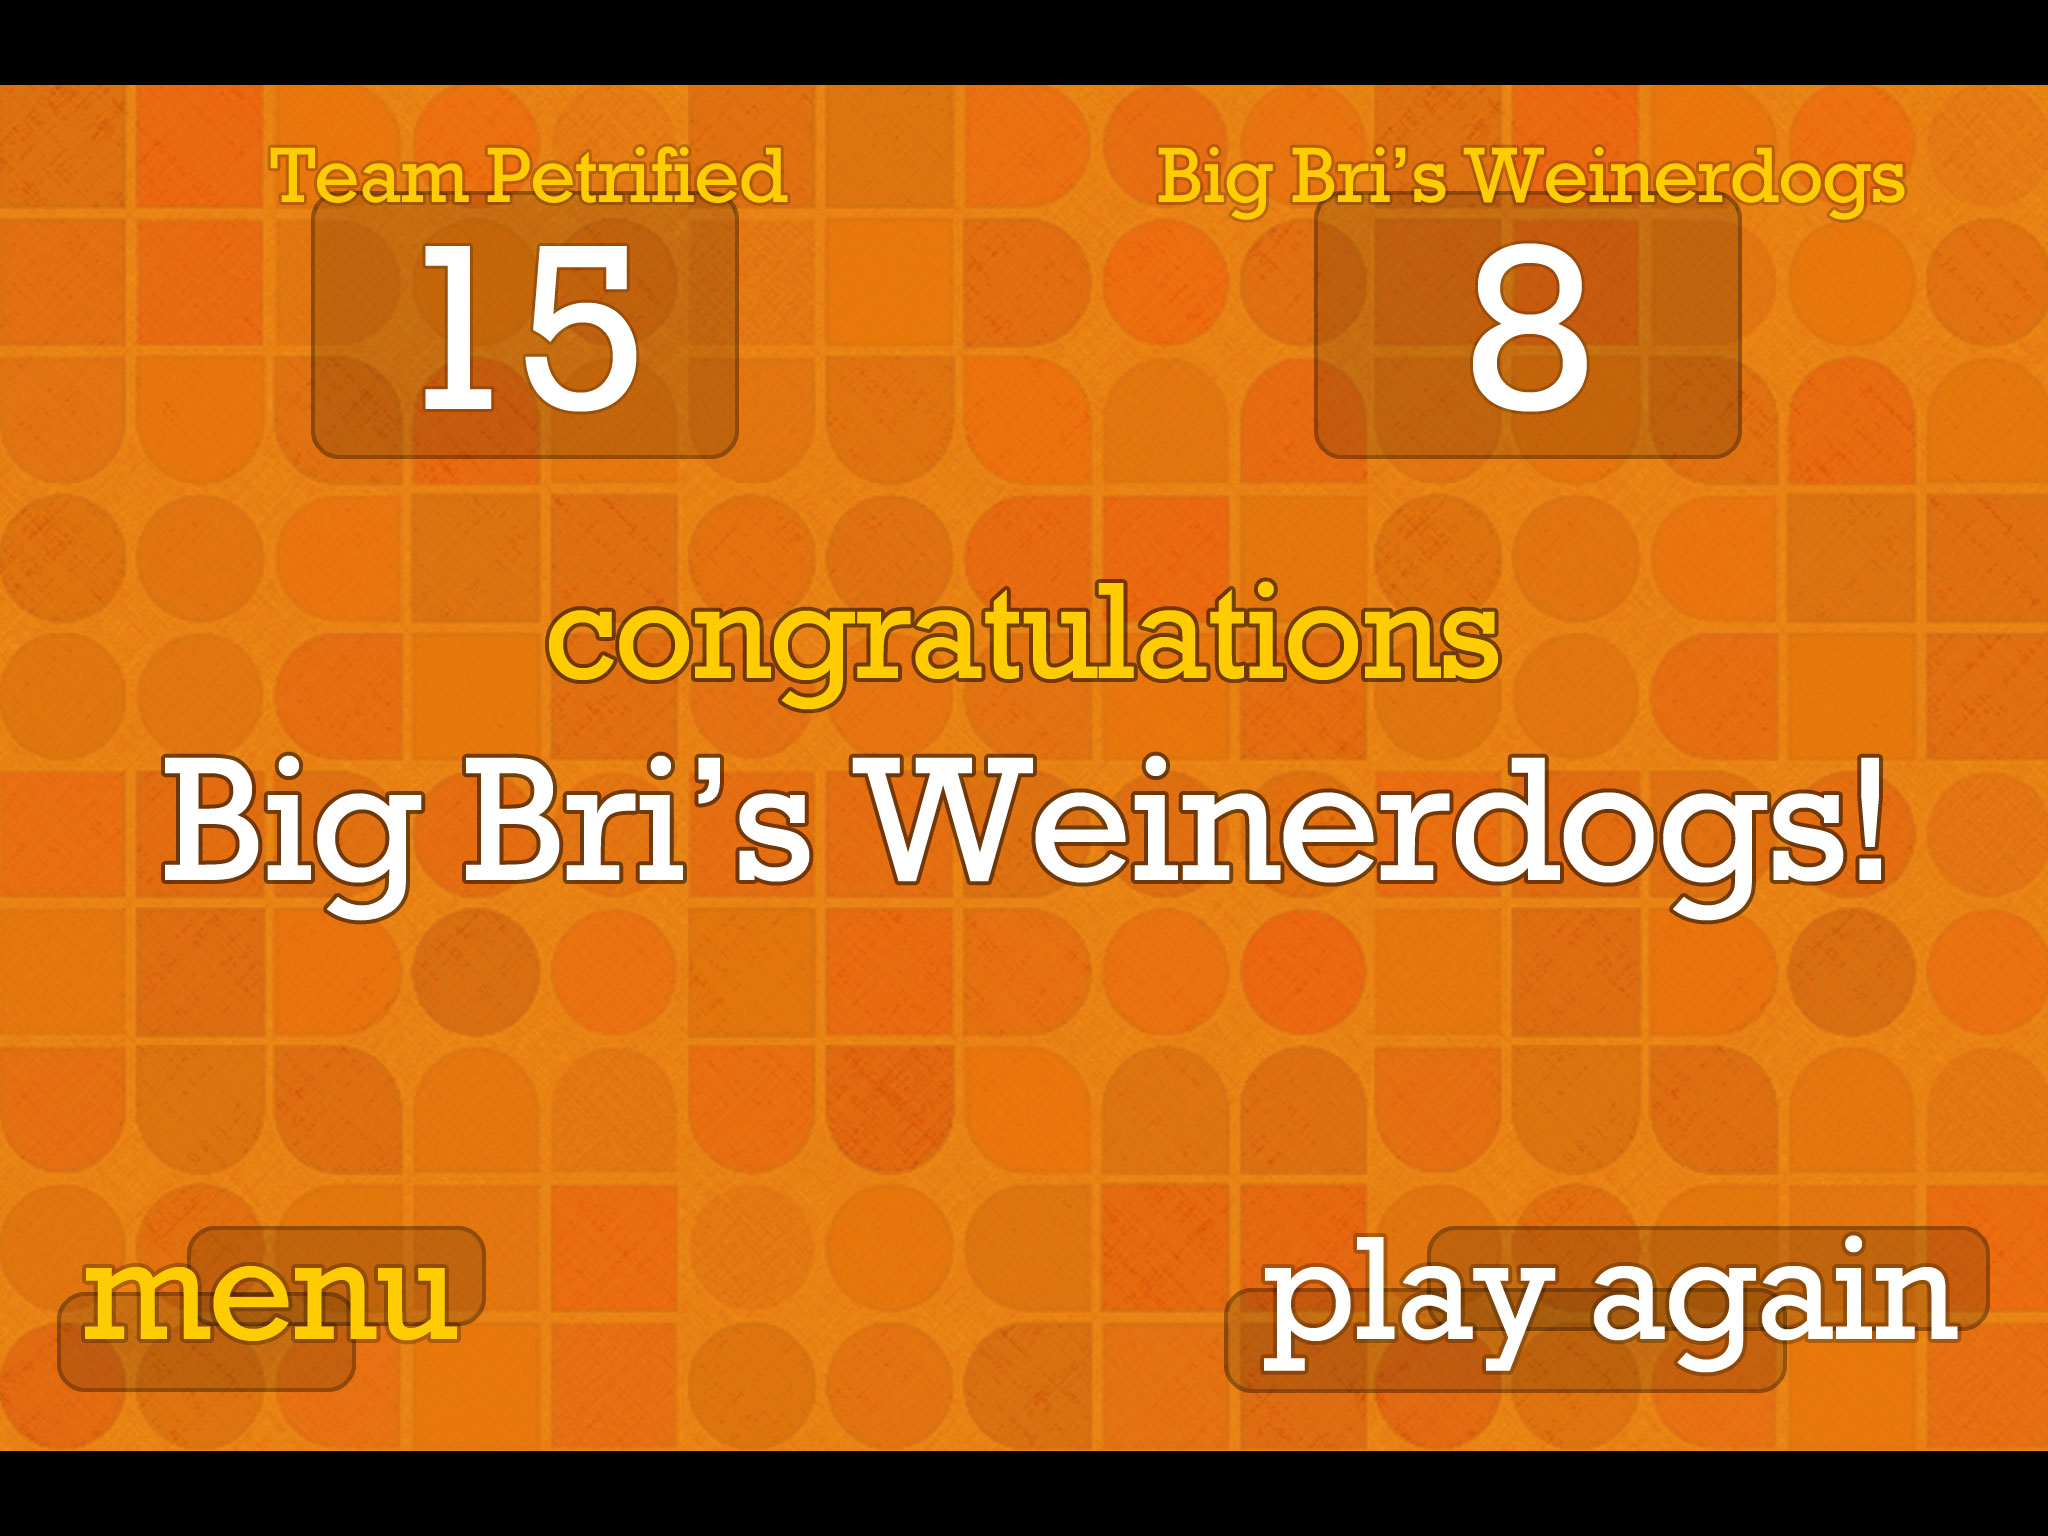 Team Petrified
Big Bri's Weinerdogs
15
8
congratulations
Big Bri's Weinerdogs!
menu
play again